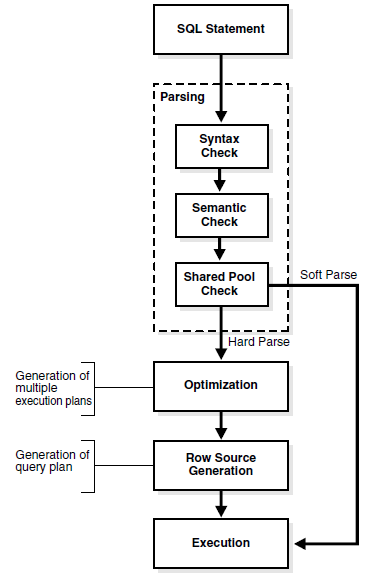 SQL Statement
Parsing
Syntax
Check
Semantic
Check
Shared Pool
Check
Soft Parse
Hard Parse
Generation of
multiple
execution plans
Optimization
Generation of
query plan
Row Source
Generation
Execution